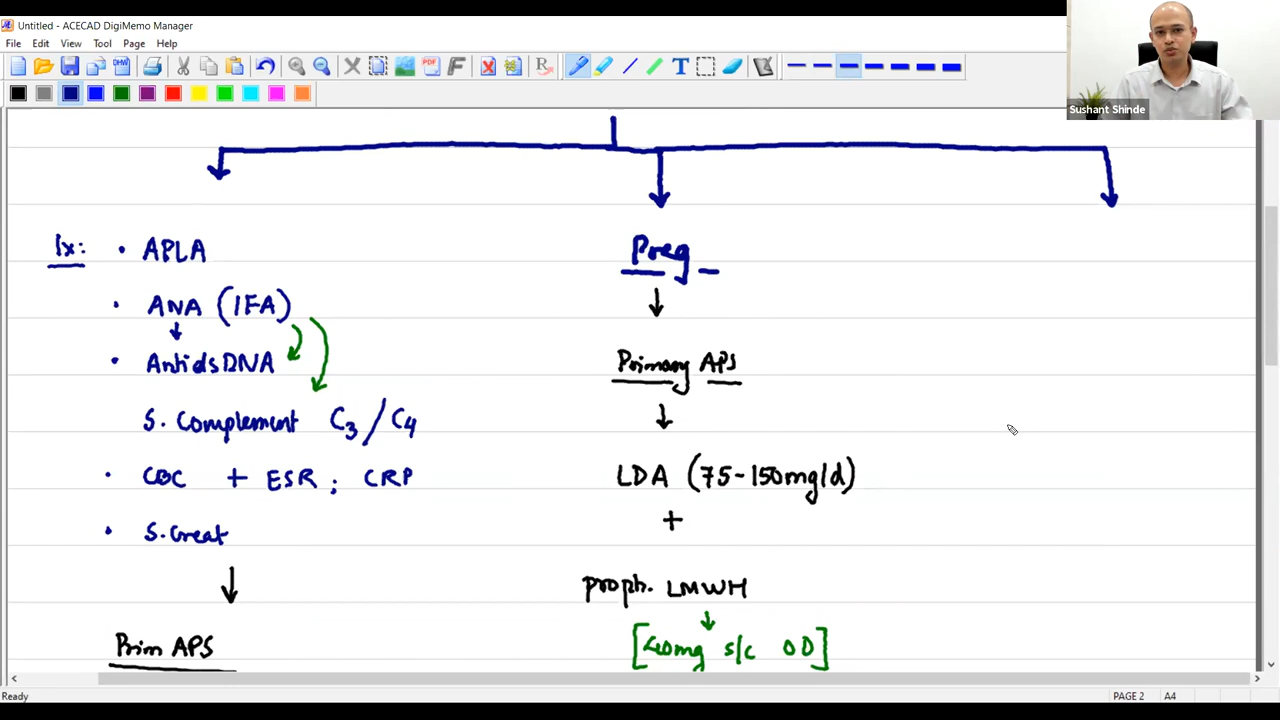 Untitled - ACECAD DigiMemo Manager
File Edit View Tool Page Help
Sushant Shinde
Ix: • APLA
• ANA (IFA)
• AntidsDNA
S. Complement C3/C4
• CBC + ESR ; CRP
• S. Creat
Prim APS
Preg
Primary APS
LDA (75-150mg/d)
+
proph. LMWH
[40mg s/c OD]
Ready
PAGE 2 A4